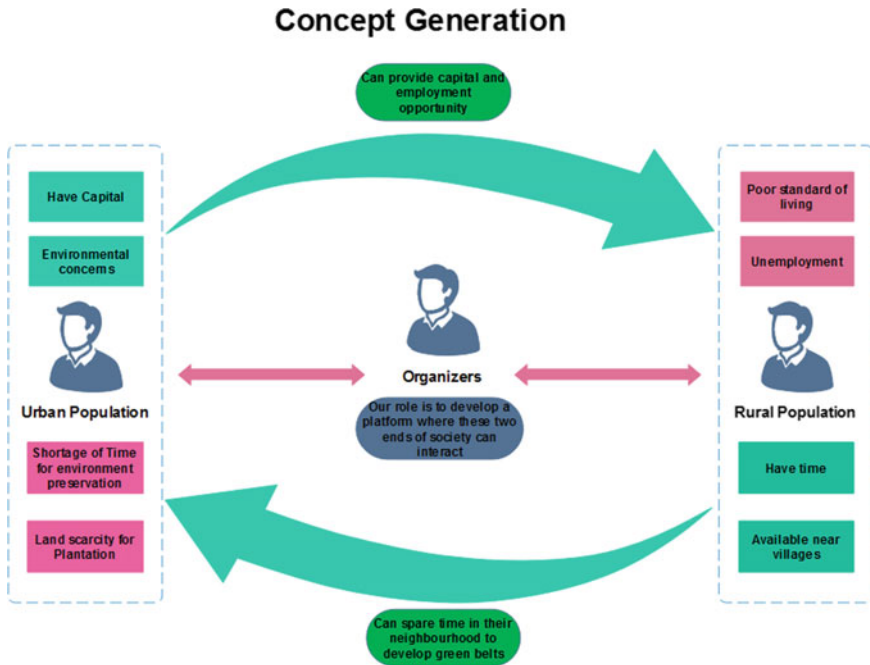 Concept Generation
Can provide capital and
employment
opportunity
Have Capital
Environmental
concerns
Urban Population
Shortage of Time
for environment
preservation
Land scarcity for
Plantation
Organizers
Our role is to develop a
platform where these two
ends of society can
interact
Poor standard of
living
Unemployment
Rural Population
Have time
Available near
villages
Can spare time in their
neighbourhood to
develop green belts